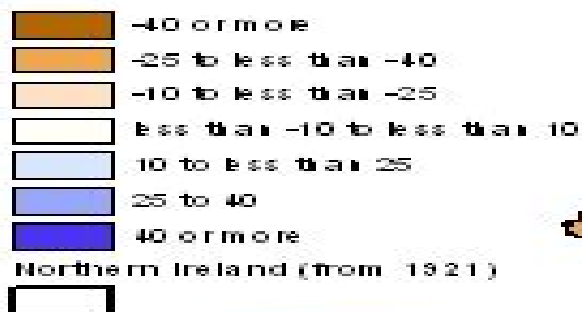 -40 or more
-25 to less than -40
-10 to less than -25
less than -10 to less than 10
10 to less than 25
25 to 40
40 or more
Northern Ireland (from 1921)